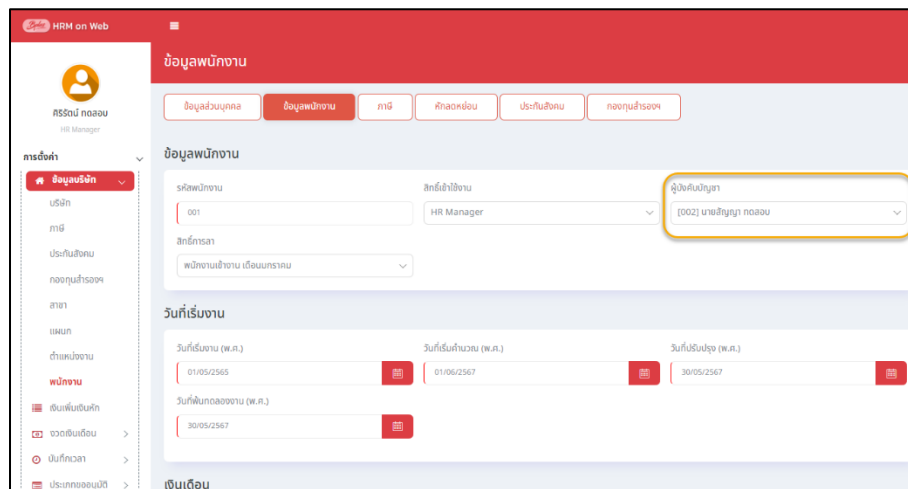 HRM on Web
ข้อมูลพนักงาน
ศิริรัตน์ ทดสอบ
HR Manager
การตั้งค่า
ข้อมูลบริษัท
บริษัท
ภาษี
ประกันสังคม
กองทุนสำรองฯ
สาขา
แผนก
ตำแหน่งงาน
พนักงาน
เงินเพิ่มเงินหัก
งวดเงินเดือน
บันทึกเวลา
ประเภทขออนุมัติ
ข้อมูลส่วนบุคคล
ข้อมูลพนักงาน
ภาษี
หักลดหย่อน
ประกันสังคม
กองทุนสำรองฯ
ข้อมูลพนักงาน
รหัสพนักงาน
สิทธิ์เข้าใช้งาน
ผู้บังคับบัญชา
001
HR Manager
[002] นายสัญญา ทดสอบ
สิทธิ์การลา
พนักงานเข้างาน เดือนมกราคม
วันที่เริ่มงาน
วันที่เริ่มงาน (พ.ศ.)
วันที่เริ่มคำนวณ (พ.ศ.)
วันที่ปรับปรุง (พ.ศ.)
01/05/2565
01/06/2567
30/05/2567
วันที่พ้นทดลองงาน (พ.ศ.)
30/05/2567
เงินเดือน